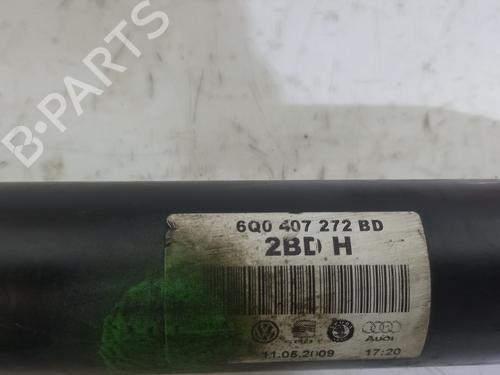 B-PARTS
6Q0 407 272 BD
2BD H
Audi
11.05.2009 17:20